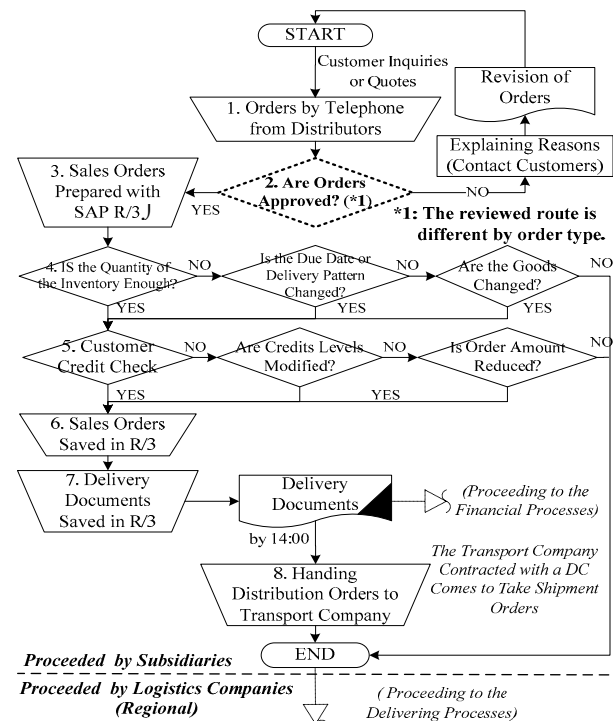 START
Customer Inquiries
or Quotes
Revision of
Orders
1. Orders by Telephone
from Distributors
Explaining Reasons
(Contact Customers)
3. Sales Orders
Prepared with
SAP R/3 J
2. Are Orders
Approved? (*1)
YES
NO
*1: The reviewed route is
different by order type.
4. IS the Quantity of
the Inventory Enough?
NO
Is the Due Date or
Delivery Pattern
Changed?
NO
Are the Goods
Changed?
NO
YES
YES
YES
5. Customer
Credit Check
NO
Are Credits Levels
Modified?
NO
Is Order Amount
Reduced?
NO
YES
YES
6. Sales Orders
Saved in R/3
7. Delivery
Documents
Saved in R/3
Delivery
Documents
(Proceeding to the
Financial Processes)
by 14:00
8. Handing
Distribution Orders to
Transport Company
The Transport Company
Contracted with a DC
Comes to Take Shipment
Orders
END
Proceeded by Subsidiaries
Proceeded by Logistics Companies
(Regional)
( Proceeding to the
Delivering Processes)